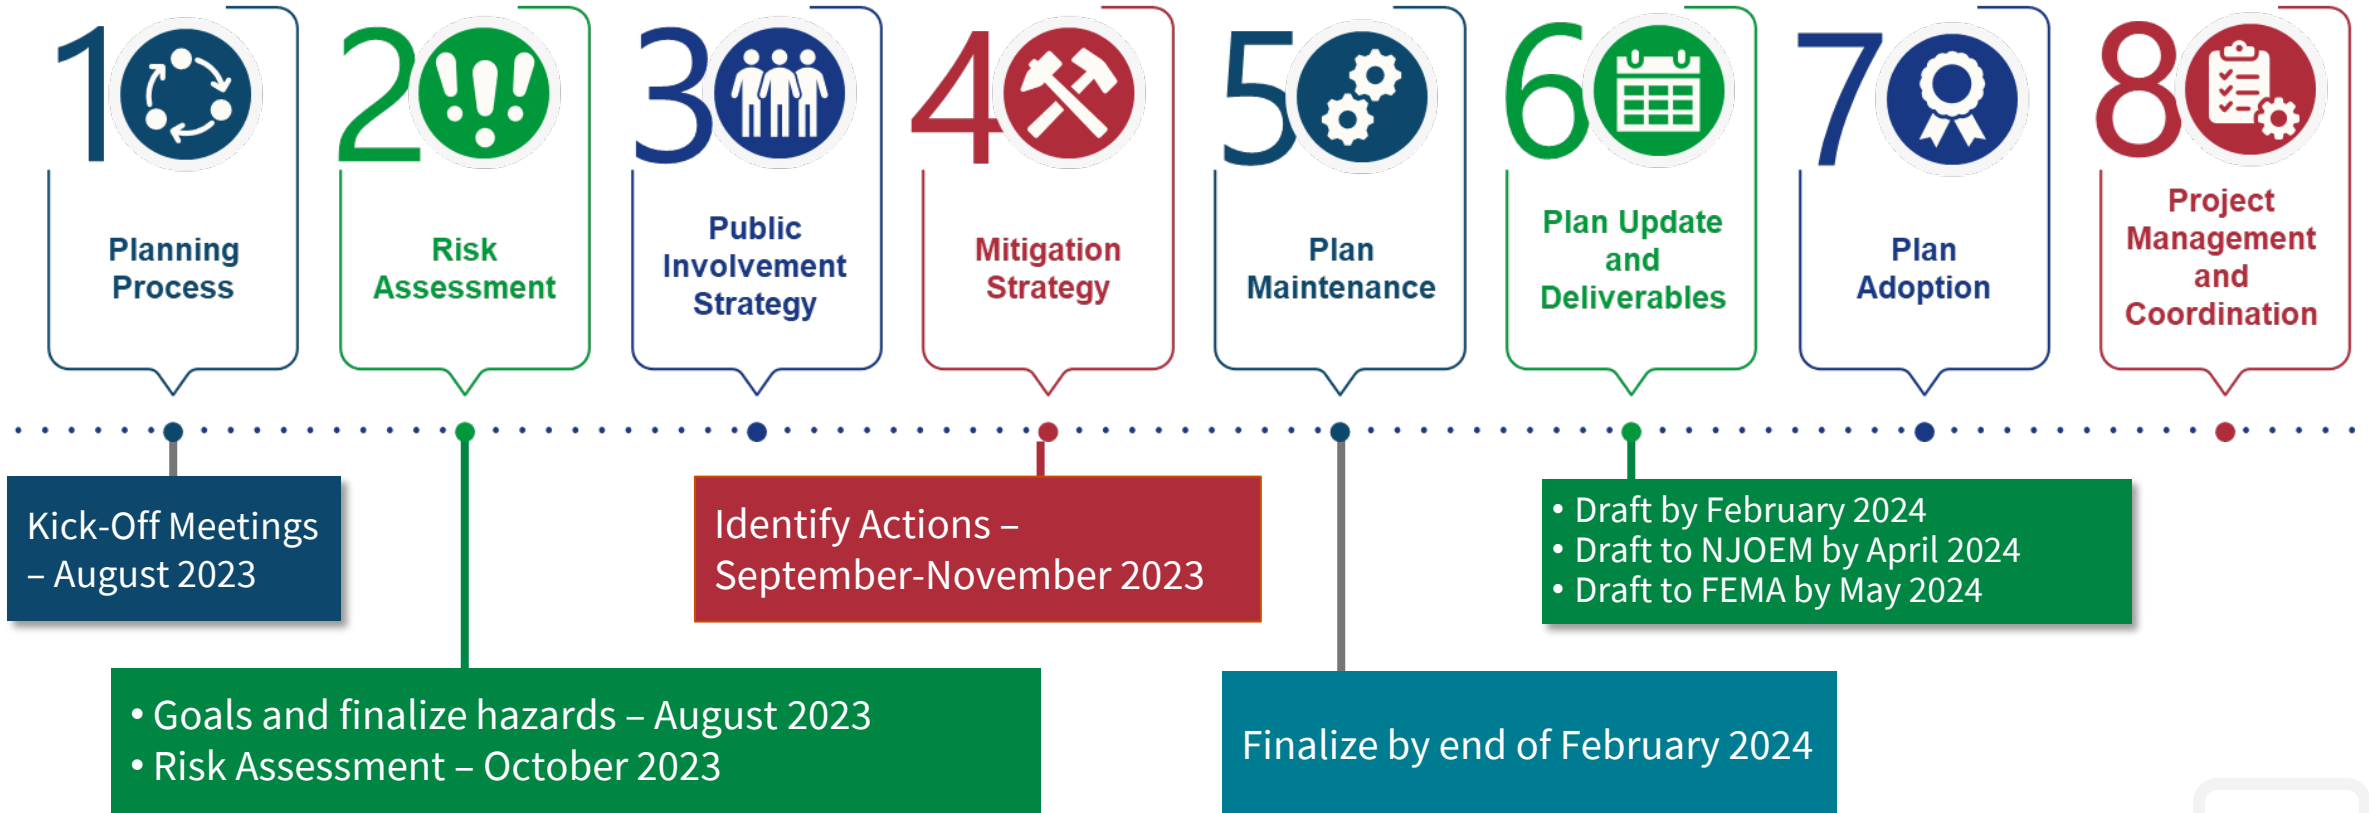 1
Planning
Process
2
Risk
Assessment
3
Public
Involvement
Strategy
4
Mitigation
Strategy
5
Plan
Maintenance
6
Plan Update
and
Deliverables
7
Plan
Adoption
8
Project
Management
and
Coordination
Kick-Off Meetings
– August 2023
Identify Actions –
September-November 2023
• Draft by February 2024
• Draft to NJOEM by April 2024
• Draft to FEMA by May 2024
• Goals and finalize hazards – August 2023
• Risk Assessment – October 2023
Finalize by end of February 2024